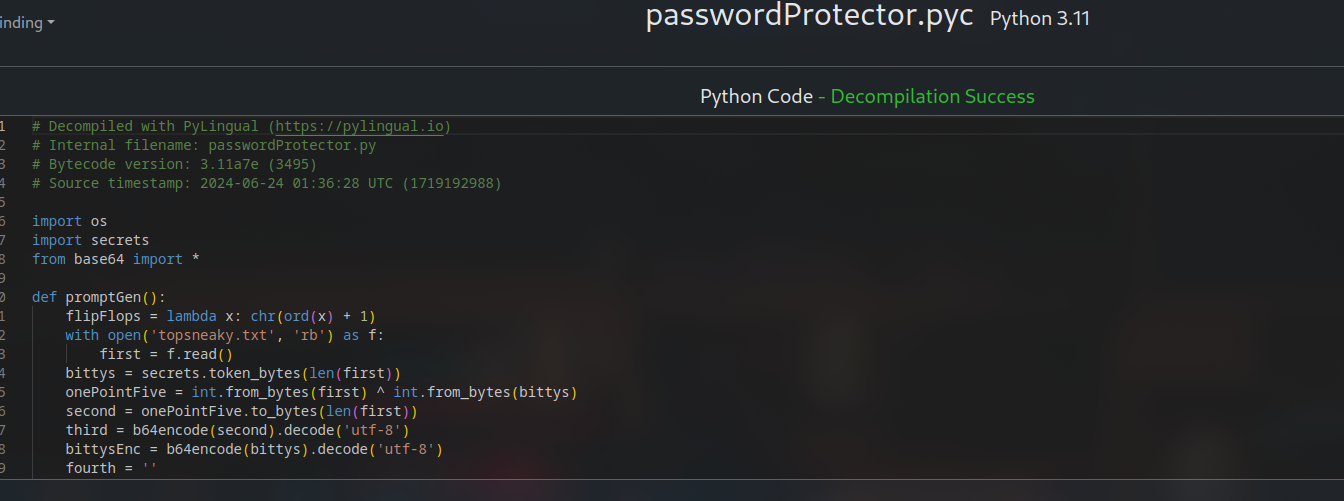 passwordProtector.pyc Python 3.11
inding
Python Code - Decompilation Success
1 # Decompiled with PyLingual (https://pylingual.io)
2 # Internal filename: passwordProtector.py
3 # Bytecode version: 3.11a7e (3495)
4 # Source timestamp: 2024-06-24 01:36:28 UTC (1719192988)
5
6 import os
7 import secrets
8 from base64 import *
9
0 def promptGen():
1     flipFlops = lambda x: chr(ord(x) + 1)
2     with open('topsneaky.txt', 'rb') as f:
3         first = f.read()
4     bittys = secrets.token_bytes(len(first))
5     onePointFive = int.from_bytes(first) ^ int.from_bytes(bittys)
6     second = onePointFive.to_bytes(len(first))
7     third = b64encode(second).decode('utf-8')
8     bittysEnc = b64encode(bittys).decode('utf-8')
9     fourth = ''